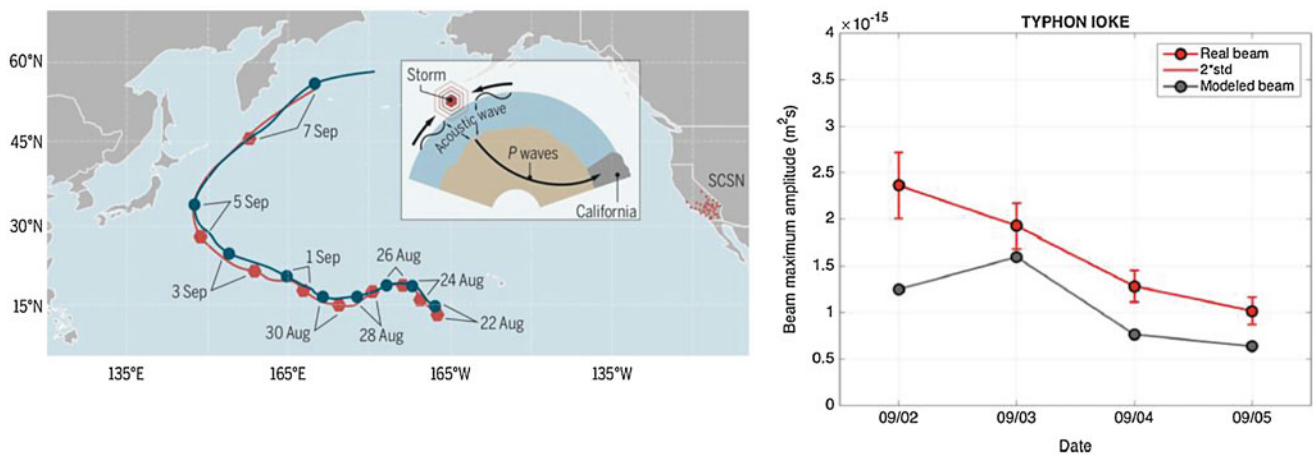 60°N
45°N
30°N
15°N
135°E
165°E
165°W
135°W
7 Sep
5 Sep
3 Sep
1 Sep
30 Aug
28 Aug
26 Aug
24 Aug
22 Aug
Storm
Acoustic wave
P waves
California
SCSN
TYPHON IOKE
×10-15
Beam maximum amplitude (m²s)
4
3.5
3
2.5
2
1.5
1
0.5
0
Real beam
2*std
Modeled beam
09/02
09/03
09/04
09/05
Date